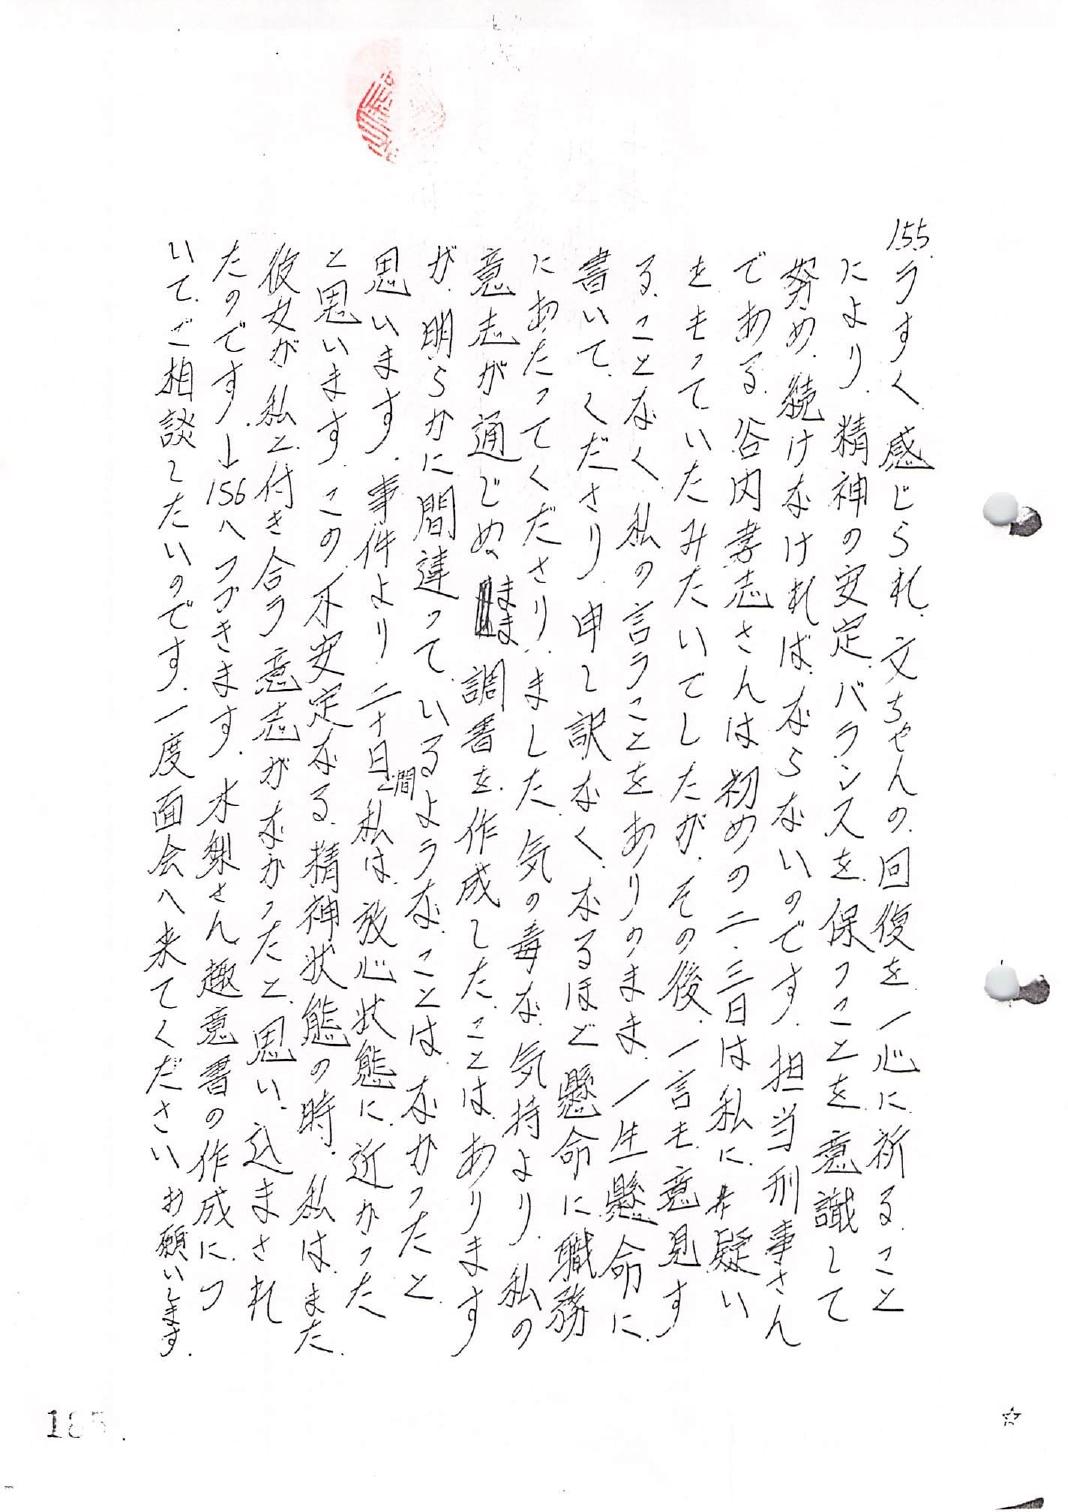 155.
うすく感じられ、文ちゃんの回復を一心に祈ること
により、精神の安定、バランスを保つことを意識して
努め、続けなければ、ならないのです。担当刑事さん
である、谷内孝志さんは初めの二、三日は私に疑い
をもっていたみたいでしたが、その後、一言も意見す
ることなく、私の言うことをありのまま、一生懸命に
書いてくださり、申し訳なく、なるほど懸命に職務
にあたってくださりました。気の毒な気持より、私の
意志が通じぬまま調書を作成したことはあります
が、明らかに間違っているようなことは、なかったと
思います。事件より二十日間、私は、放心状態に近かった
と思います。この不安定なる精神状態の時、私はまた、
彼女が私と付き合う意志がなかったと、思い込まされ
たのです。→156へつづきます。水梨さん趣意書の作成につ
いてご相談したいのです。一度面会へ来てください お願いします。